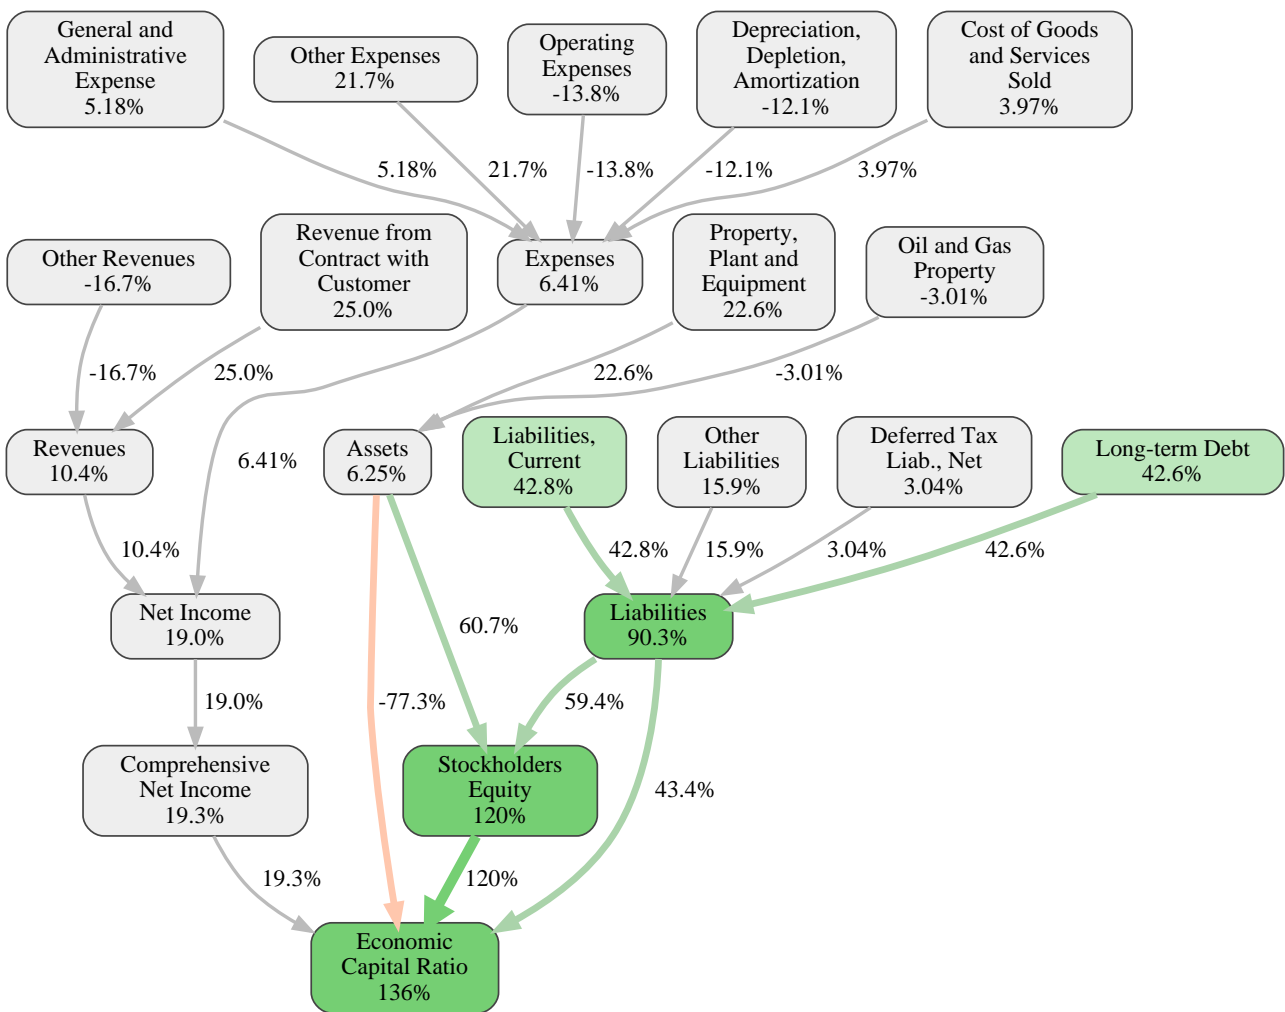 General and
Administrative
Expense
5.18%
Other Expenses
21.7%
Operating
Expenses
-13.8%
Depreciation,
Depletion,
Amortization
-12.1%
Cost of Goods
and Services
Sold
3.97%
5.18%
21.7%
-13.8%
-12.1%
3.97%
Other Revenues
-16.7%
Revenue from
Contract with
Customer
25.0%
Expenses
6.41%
Property,
Plant and
Equipment
22.6%
Oil and Gas
Property
-3.01%
-16.7%
25.0%
22.6%
-3.01%
Revenues
10.4%
6.41%
Assets
6.25%
Liabilities,
Current
42.8%
Other
Liabilities
15.9%
Deferred Tax
Liab., Net
3.04%
Long-term Debt
42.6%
10.4%
42.8%
15.9%
3.04%
42.6%
Net Income
19.0%
60.7%
Liabilities
90.3%
19.0%
-77.3%
59.4%
Comprehensive
Net Income
19.3%
Stockholders
Equity
120%
43.4%
19.3%
120%
Economic
Capital Ratio
136%